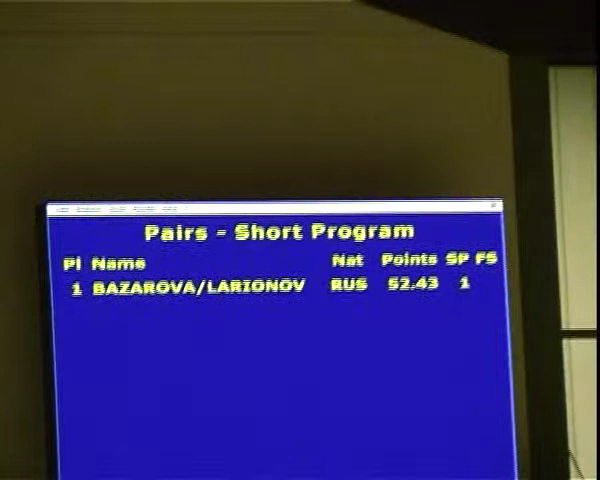 Pairs - Short Program
Pl Name Nat Points SP FS
1 BAZAROVA/LARIONOV RUS 52.43 1